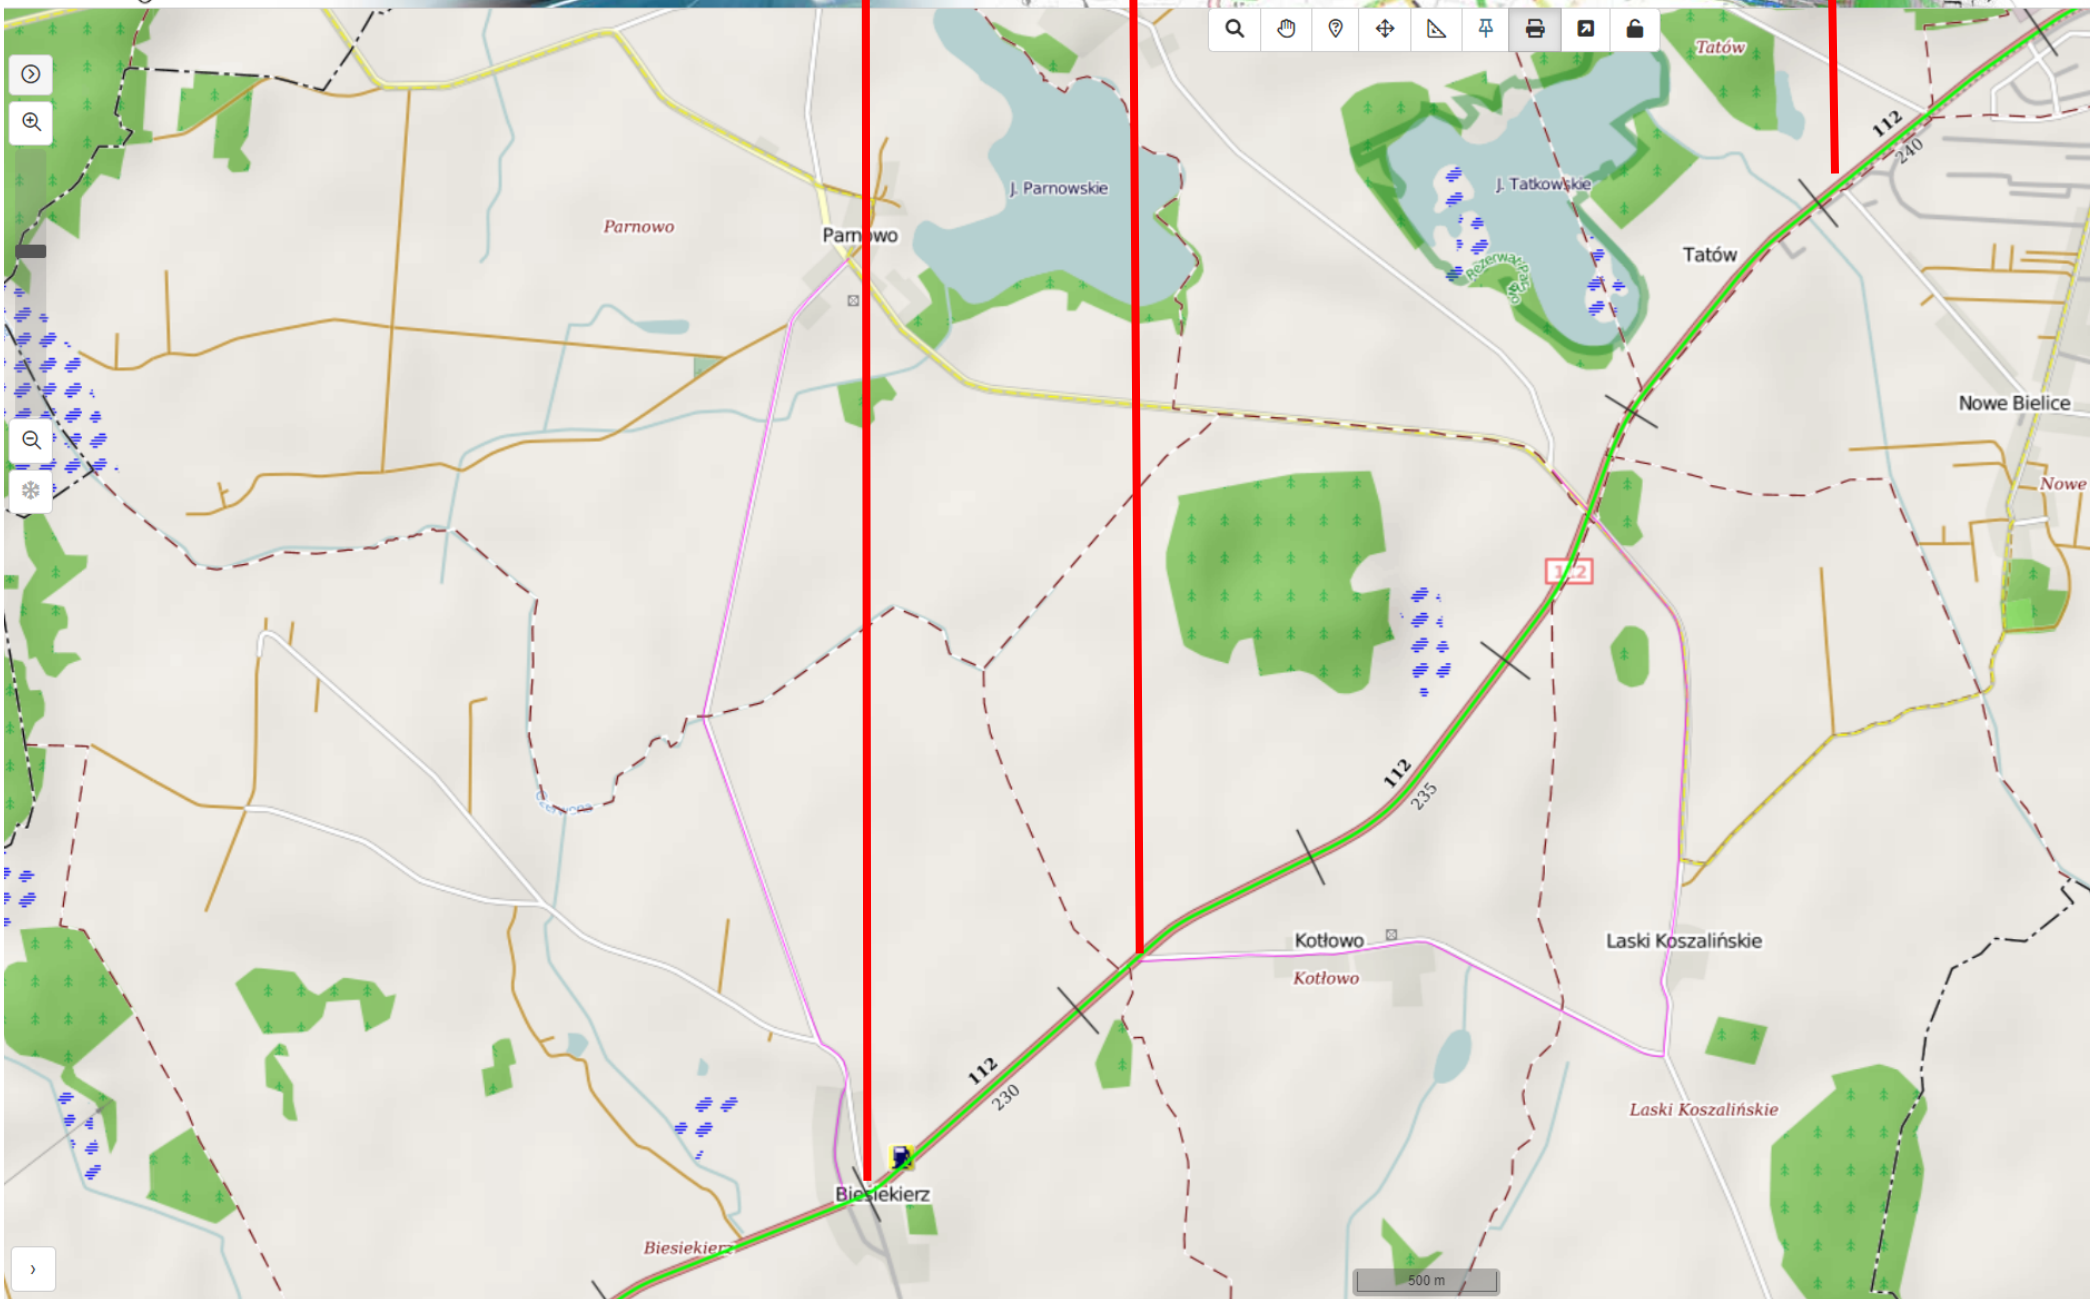 Tatów
112
240
J. Parnowskie
J. Tatkowskie
Parnowo
Parnowo
Tatów
Nowe Bielice
Nowe
112
112
235
Kotłowo
Laski Koszalińskie
Kotłowo
112
230
Laski Koszalińskie
Biesiekierz
Biesiekierz
500 m